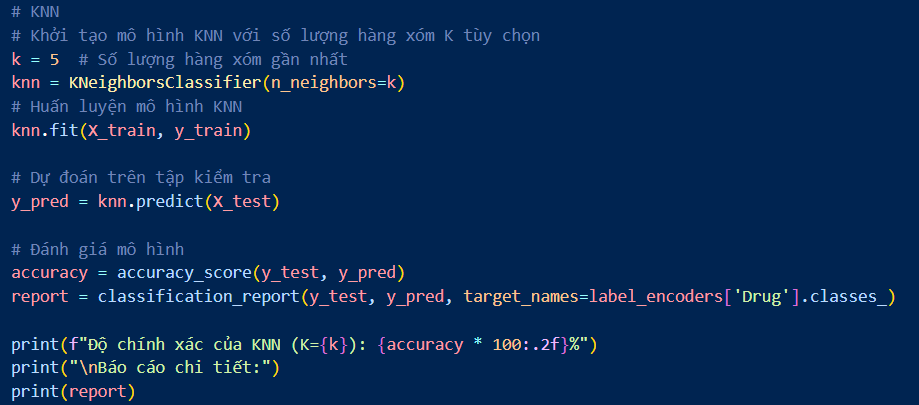 # KNN
# Khởi tạo mô hình KNN với số lượng hàng xóm K tùy chọn
k = 5  # Số lượng hàng xóm gần nhất
knn = KNeighborsClassifier(n_neighbors=k)
# Huấn luyện mô hình KNN
knn.fit(X_train, y_train)

# Dự đoán trên tập kiểm tra
y_pred = knn.predict(X_test)

# Đánh giá mô hình
accuracy = accuracy_score(y_test, y_pred)
report = classification_report(y_test, y_pred, target_names=label_encoders['Drug'].classes_)

print(f"Độ chính xác của KNN (K={k}): {accuracy * 100:.2f}%")
print("\nBáo cáo chi tiết:")
print(report)